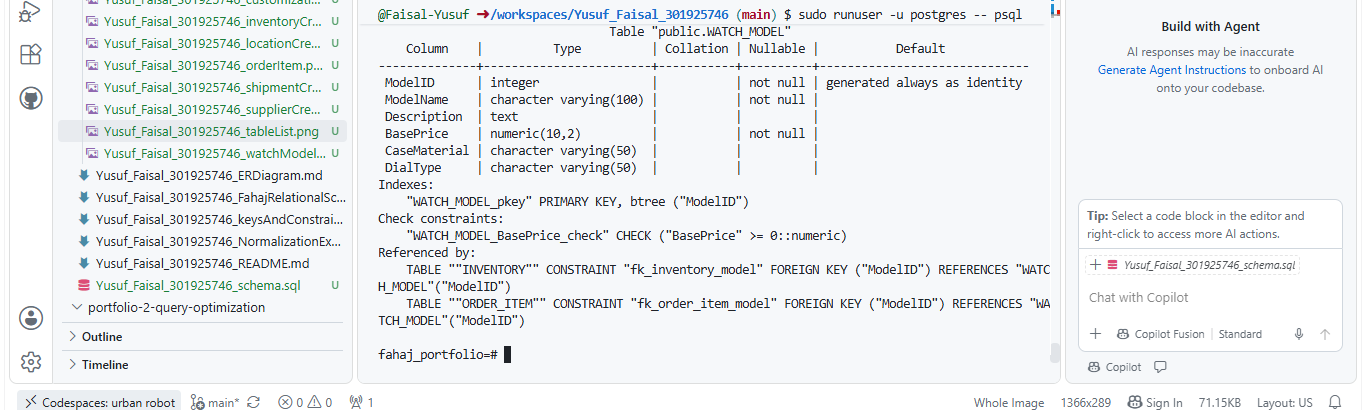 Yusuf_Faisal_301925746_customizati...
Yusuf_Faisal_301925746_inventoryCr... U
Yusuf_Faisal_301925746_locationCre... U
Yusuf_Faisal_301925746_orderItem.p... U
Yusuf_Faisal_301925746_shipmentCr... U
Yusuf_Faisal_301925746_supplierCre... U
Yusuf_Faisal_301925746_tableList.png U
Yusuf_Faisal_301925746_watchModel... U
Yusuf_Faisal_301925746_ERDiagram.md
Yusuf_Faisal_301925746_FahajRelationalSc...
Yusuf_Faisal_301925746_keysAndConstrai...
Yusuf_Faisal_301925746_NormalizationEx...
Yusuf_Faisal_301925746_README.md
Yusuf_Faisal_301925746_schema.sql U
portfolio-2-query-optimization
Outline
Timeline
@Faisal-Yusuf ➜/workspaces/Yusuf_Faisal_301925746 (main) $ sudo runuser -u postgres -- psql
Table "public.WATCH_MODEL"
Column | Type | Collation | Nullable | Default
--------------+------------------------+-----------+----------+------------------------------
ModelID | integer | | not null | generated always as identity
ModelName | character varying(100) | | not null |
Description | text | | |
BasePrice | numeric(10,2) | | not null |
CaseMaterial | character varying(50) | | |
DialType | character varying(50) | | |
Indexes:
"WATCH_MODEL_pkey" PRIMARY KEY, btree ("ModelID")
Check constraints:
"WATCH_MODEL_BasePrice_check" CHECK ("BasePrice" >= 0::numeric)
Referenced by:
TABLE ""INVENTORY"" CONSTRAINT "fk_inventory_model" FOREIGN KEY ("ModelID") REFERENCES "WATC
H_MODEL"("ModelID")
TABLE ""ORDER_ITEM"" CONSTRAINT "fk_order_item_model" FOREIGN KEY ("ModelID") REFERENCES "WA
TCH_MODEL"("ModelID")
fahaj_portfolio=#
Build with Agent
AI responses may be inaccurate
Generate Agent Instructions to onboard AI
onto your codebase.
Tip: Select a code block in the editor and
right-click to access more AI actions.
Yusuf_Faisal_301925746_schema.sql
Chat with Copilot
Copilot Fusion | Standard
Copilot
Codespaces: urban robot main* 0 0 1 Whole Image 1366x289 Sign In 71.15KB Layout: US